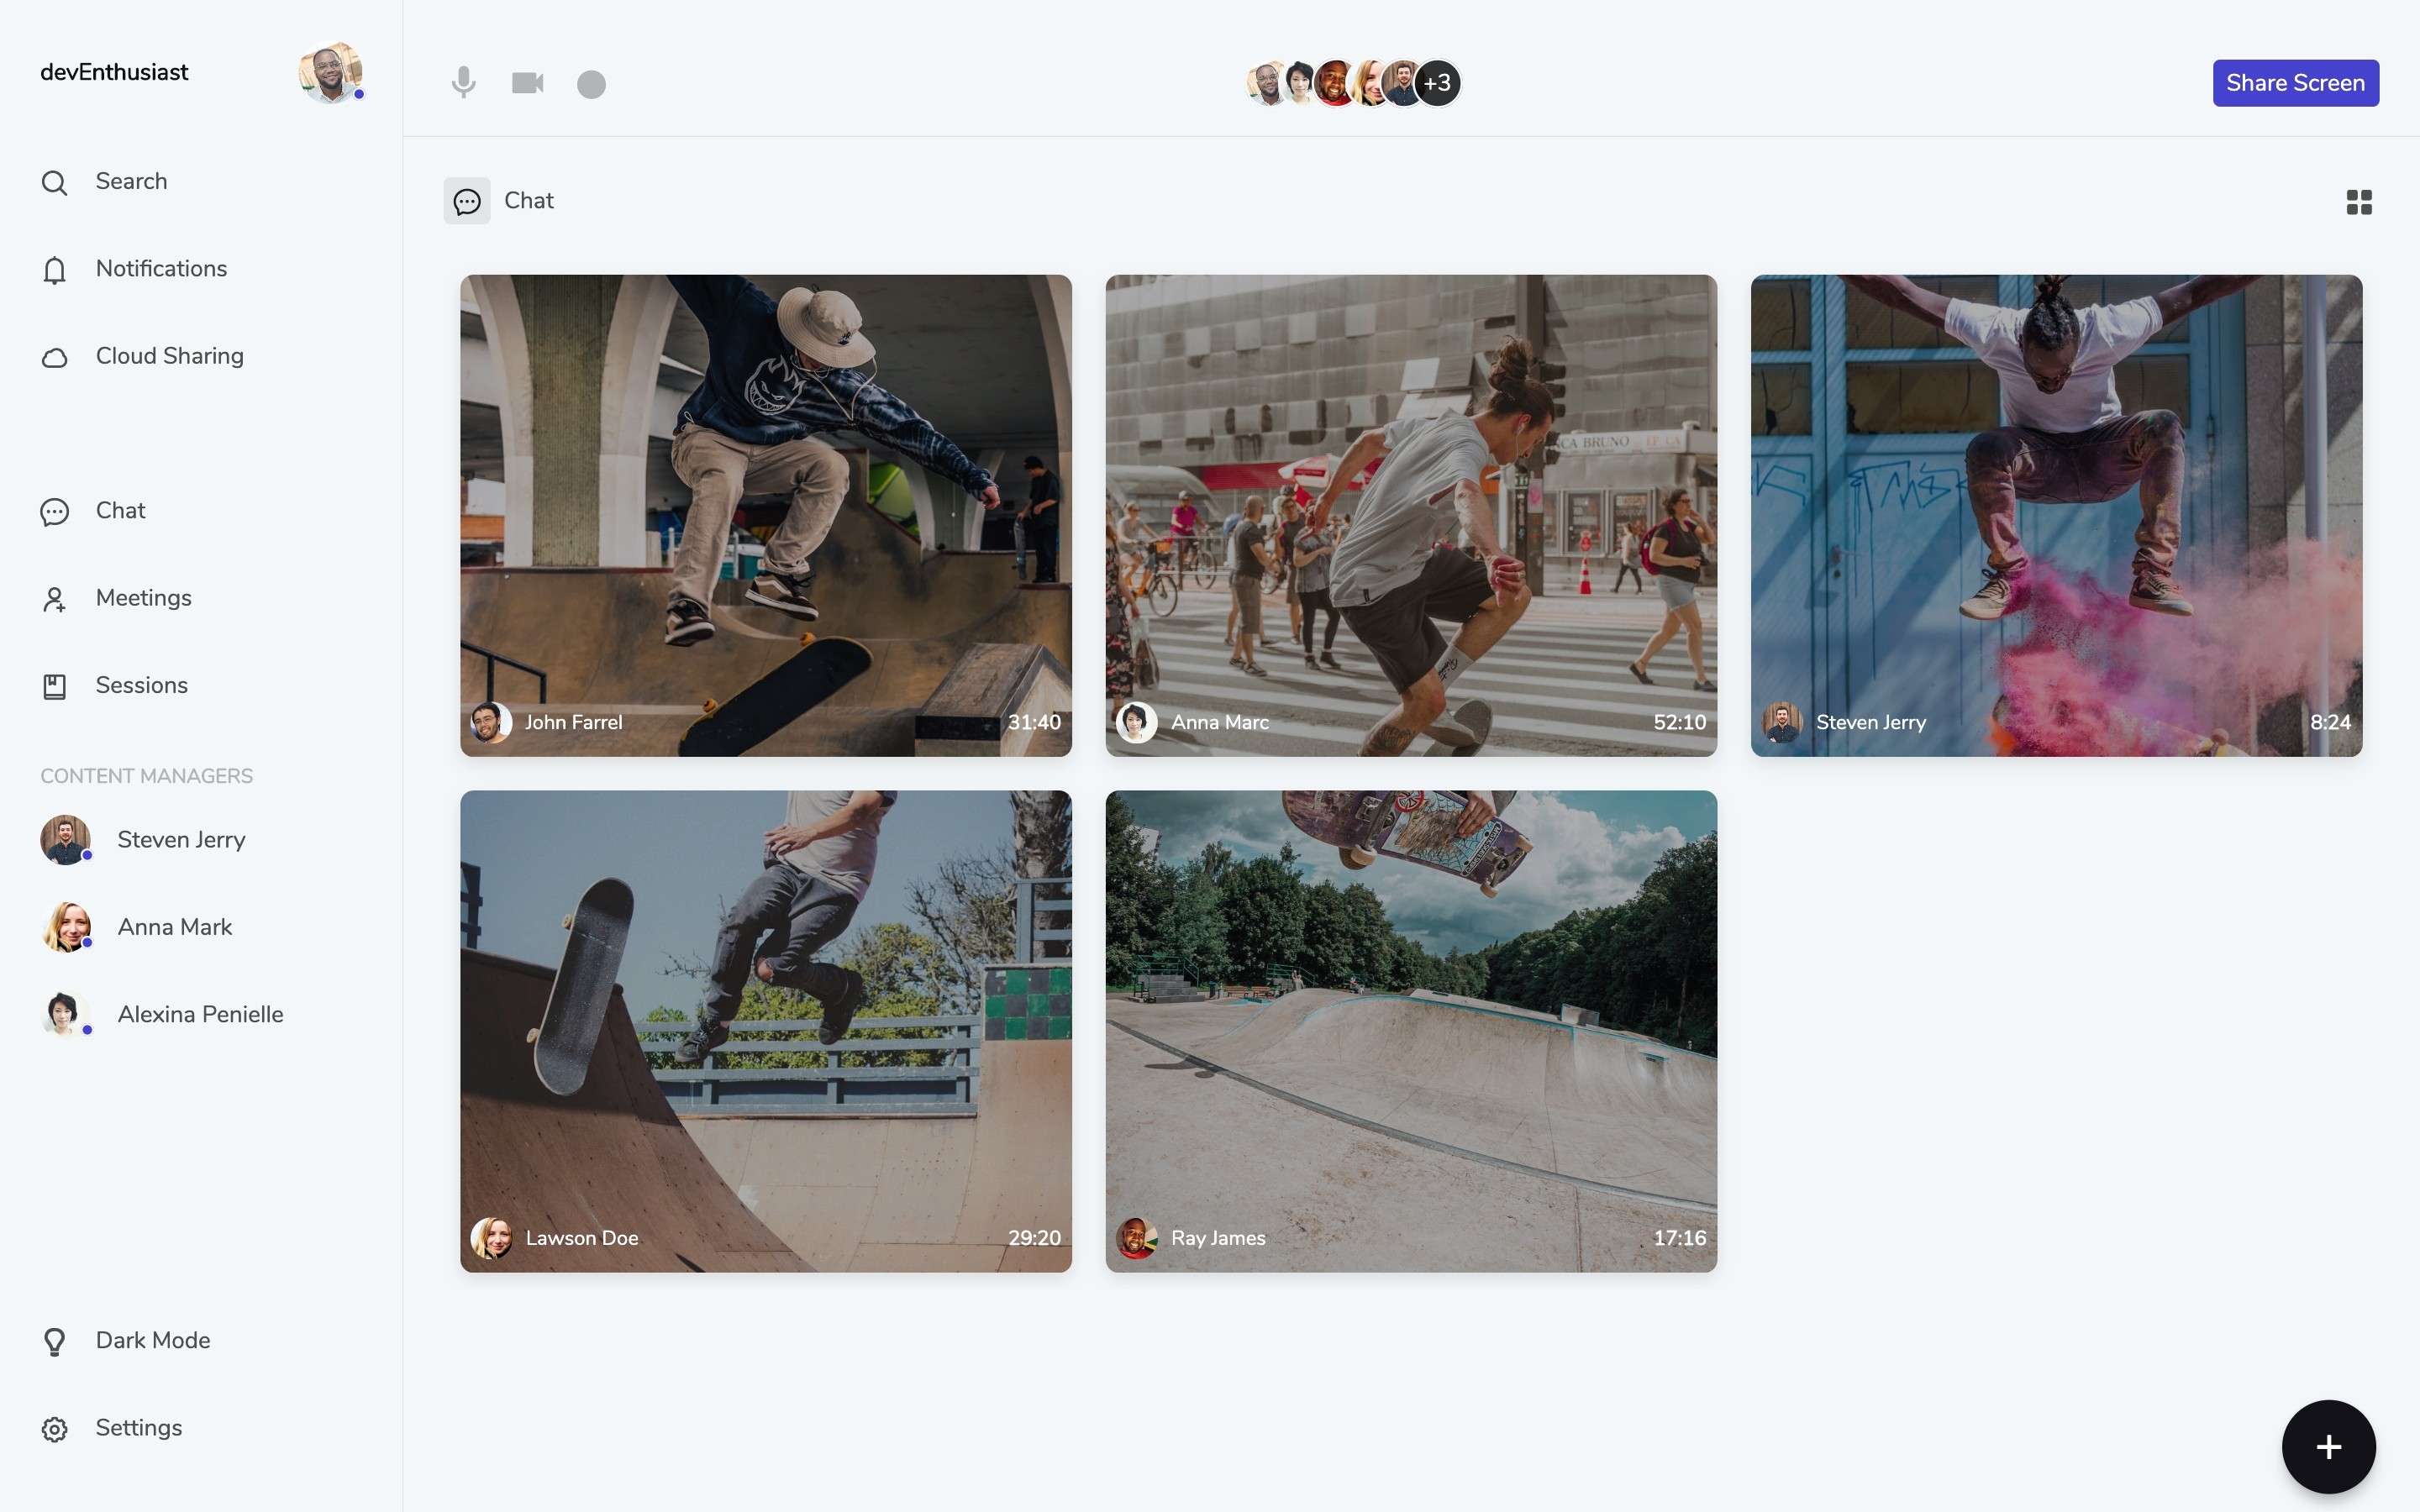 devEnthusiast
Search
Notifications
Cloud Sharing
Chat
Meetings
Sessions
CONTENT MANAGERS
Steven Jerry
Anna Mark
Alexina Penielle
Dark Mode
Settings
+3
Share Screen
Chat
John Farrel 31:40
CA BRUNO
Anna Marc 52:10
Steven Jerry 8:24
Lawson Doe 29:20
Ray James 17:16